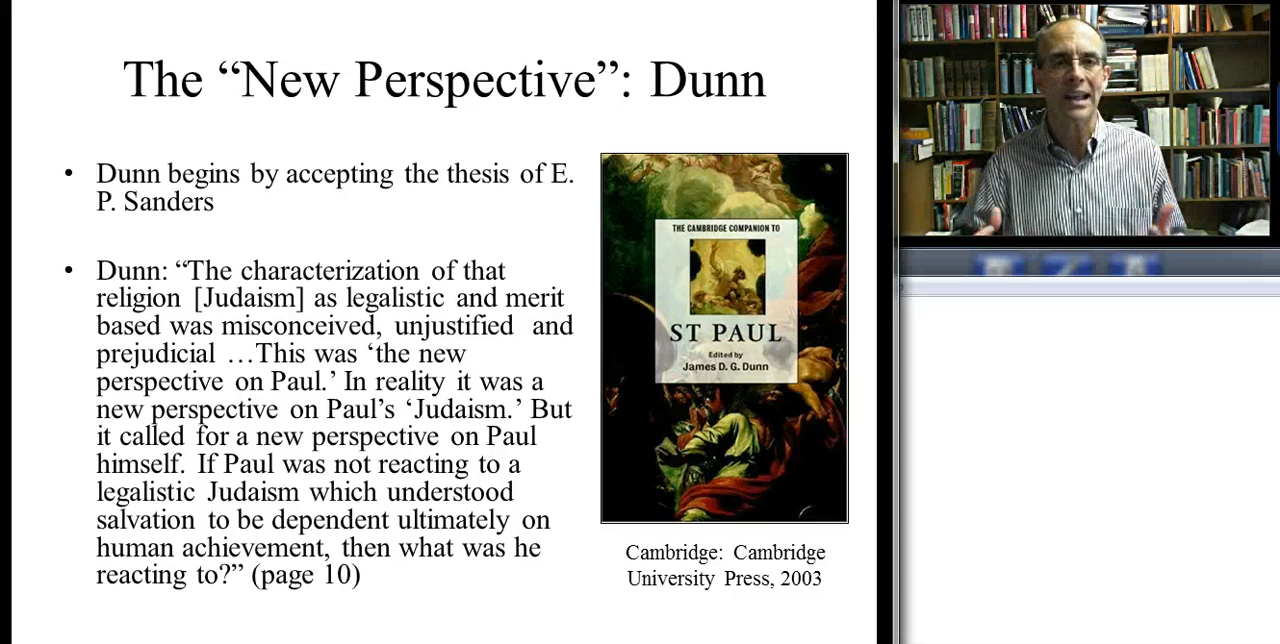 The “New Perspective”: Dunn
• Dunn begins by accepting the thesis of E.
P. Sanders
• Dunn: “The characterization of that
religion [Judaism] as legalistic and merit
based was misconceived, unjustified and
prejudicial …This was ‘the new
perspective on Paul.’ In reality it was a
new perspective on Paul’s ‘Judaism.’ But
it called for a new perspective on Paul
himself. If Paul was not reacting to a
legalistic Judaism which understood
salvation to be dependent ultimately on
human achievement, then what was he
reacting to?” (page 10)
THE CAMBRIDGE COMPANION TO
ST PAUL
Edited by
James D. G. Dunn
Cambridge: Cambridge
University Press, 2003